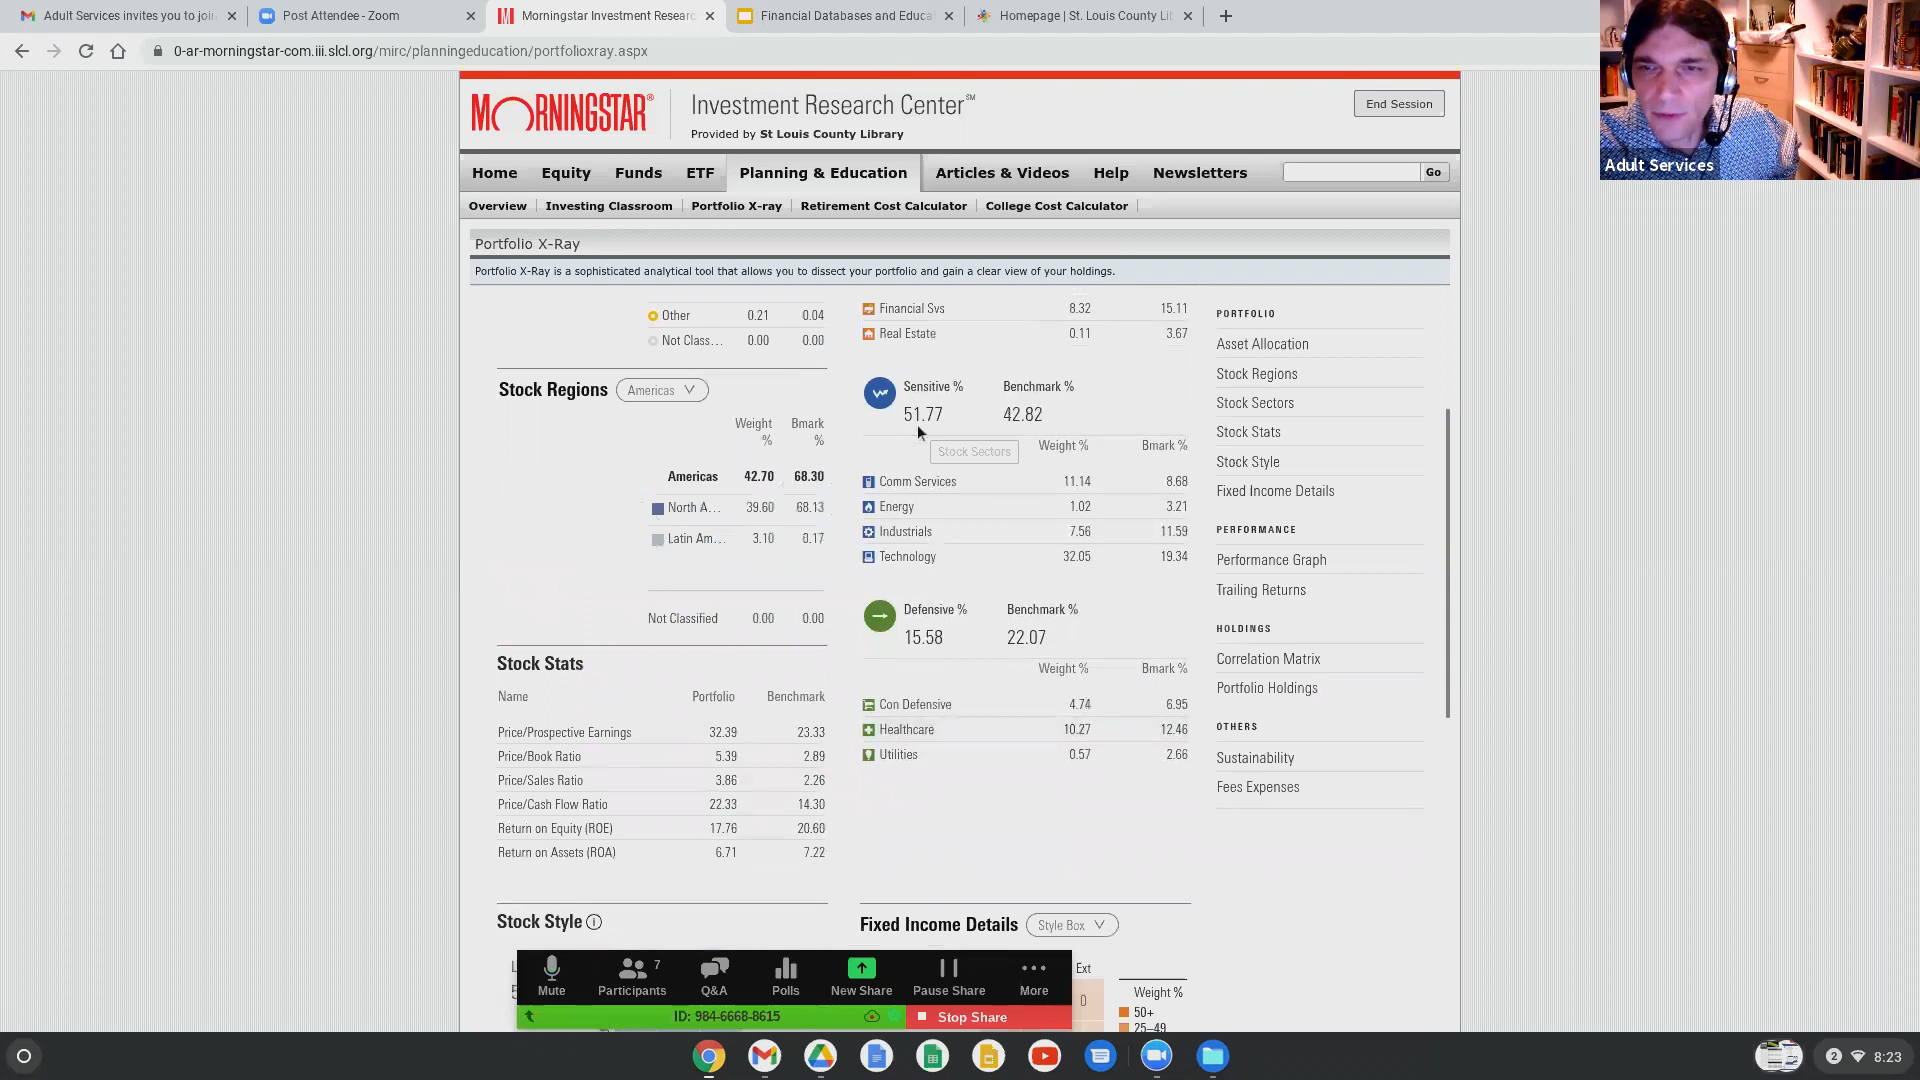 Adult Services invites you to joi
Post Attendee - Zoom
Morningstar Investment Researc
Financial Databases and Educa
Homepage | St. Louis County Li
0-ar-morningstar-com.iii.slcl.org/mirc/planningeducation/portfolioxray.aspx
Adult Services
MORNINGSTAR®
Investment Research Center℠
Provided by St Louis County Library
End Session
Home Equity Funds ETF Planning & Education Articles & Videos Help Newsletters Go
Overview Investing Classroom Portfolio X-ray Retirement Cost Calculator College Cost Calculator
Portfolio X-Ray
Portfolio X-Ray is a sophisticated analytical tool that allows you to dissect your portfolio and gain a clear view of your holdings.
Other 0.21 0.04
Not Class... 0.00 0.00
Stock Regions Americas
Weight % Bmark %
Americas 42.70 68.30
North A... 39.60 68.13
Latin Am... 3.10 0.17
Not Classified 0.00 0.00
Stock Stats
Name Portfolio Benchmark
Price/Prospective Earnings 32.39 23.33
Price/Book Ratio 5.39 2.89
Price/Sales Ratio 3.86 2.26
Price/Cash Flow Ratio 22.33 14.30
Return on Equity (ROE) 17.76 20.60
Return on Assets (ROA) 6.71 7.22
Stock Style
Financial Svs 8.32 15.11
Real Estate 0.11 3.67
Sensitive % Benchmark %
51.77 42.82
Stock Sectors Weight % Bmark %
Comm Services 11.14 8.68
Energy 1.02 3.21
Industrials 7.56 11.59
Technology 32.05 19.34
Defensive % Benchmark %
15.58 22.07
Weight % Bmark %
Con Defensive 4.74 6.95
Healthcare 10.27 12.46
Utilities 0.57 2.66
Fixed Income Details Style Box
Ext
0
Weight %
50+
25–49
PORTFOLIO
Asset Allocation
Stock Regions
Stock Sectors
Stock Stats
Stock Style
Fixed Income Details
PERFORMANCE
Performance Graph
Trailing Returns
HOLDINGS
Correlation Matrix
Portfolio Holdings
OTHERS
Sustainability
Fees Expenses
Mute Participants 7 Q&A Polls New Share Pause Share More
ID: 984-6668-8615 Stop Share
2 8:23